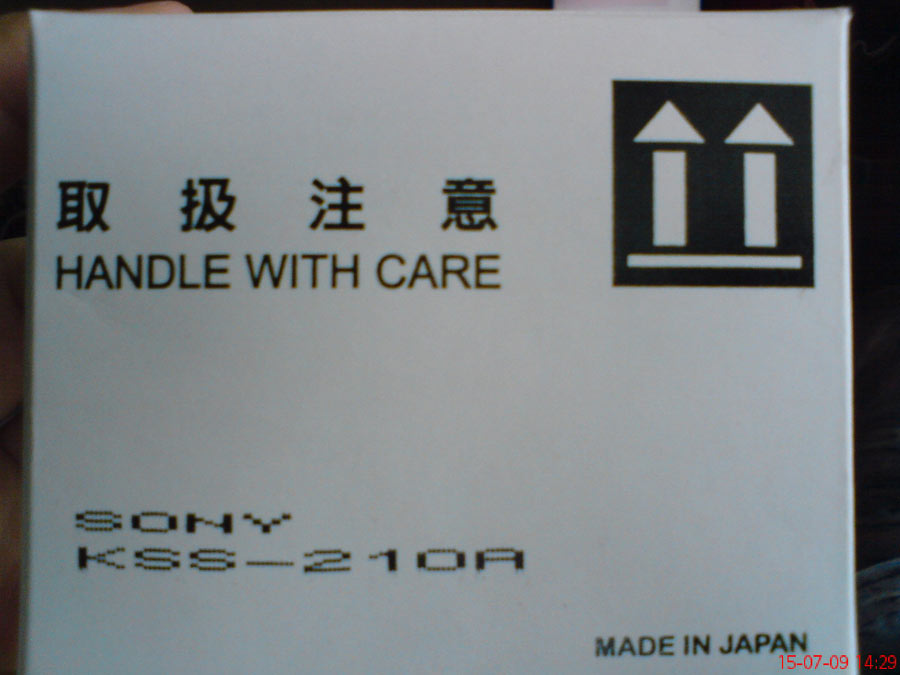 取扱注意
HANDLE WITH CARE
SONY
KSS-210A
MADE IN JAPAN
15-07-09 14:29